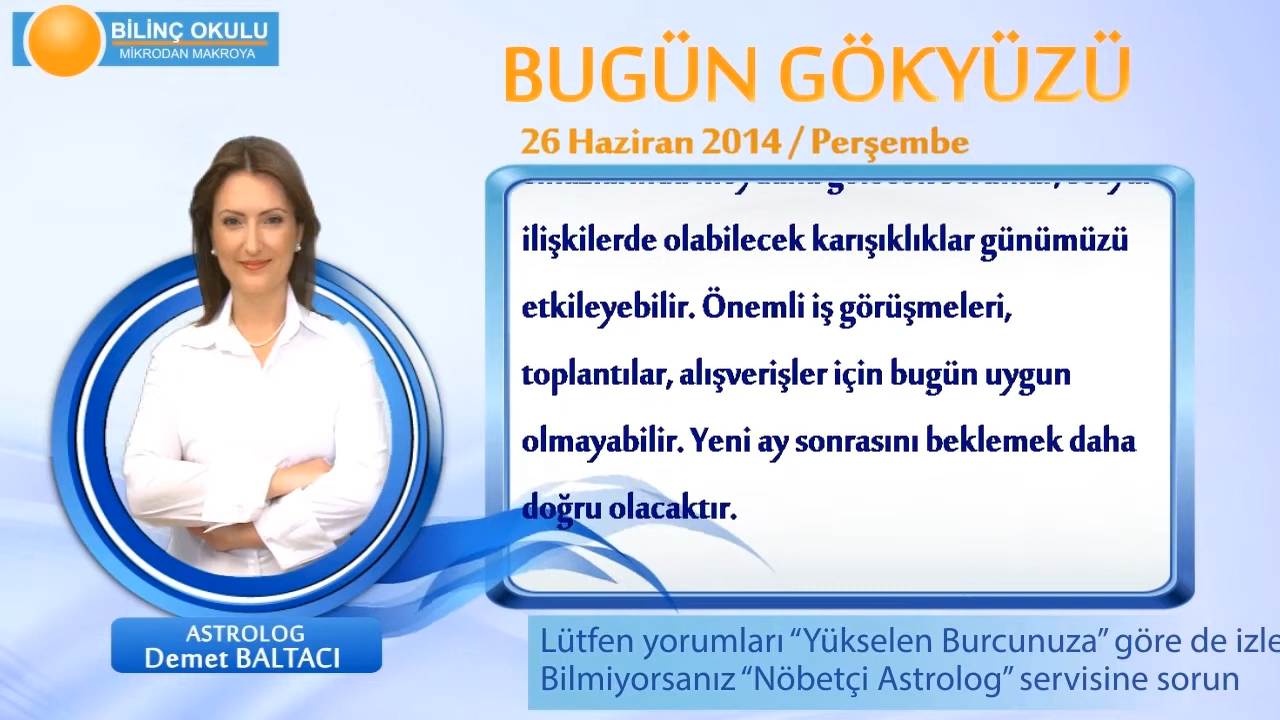 BİLİNÇ OKULU
MİKRODAN MAKROYA
BUGÜN GÖKYÜZÜ
26 Haziran 2014 / Perşembe
ilişkilerde olabilecek karışıklıklar günümüzü
etkileyebilir. Önemli iş görüşmeleri,
toplantılar, alışverişler için bugün uygun
olmayabilir. Yeni ay sonrasını beklemek daha
doğru olacaktır.
ASTROLOG
Demet BALTACI
Lütfen yorumları “Yükselen Burcunuza” göre de izle
Bilmiyorsanız “Nöbetçi Astrolog” servisine sorun